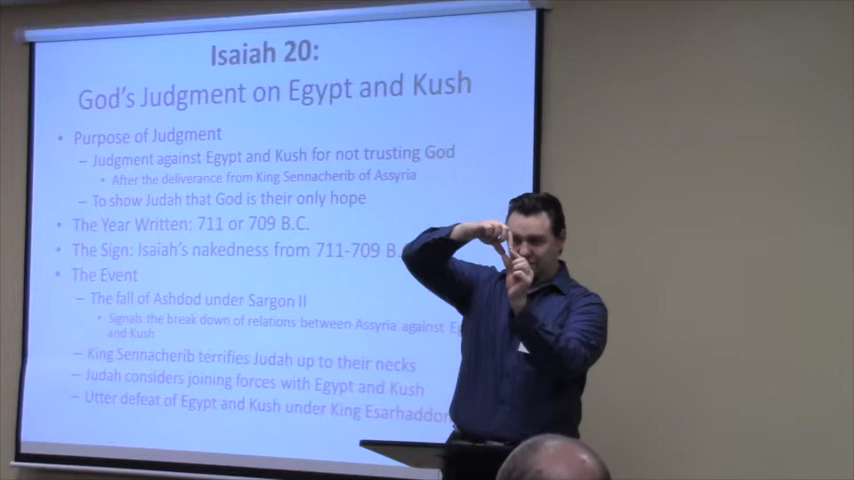 Isaiah 20:
God's Judgment on Egypt and Kush
• Purpose of Judgment
– Judgment against Egypt and Kush for not trusting God
• After the deliverance from King Sennacherib of Assyria
– To show Judah that God is their only hope
• The Year Written: 711 or 709 B.C.
• The Sign: Isaiah's nakedness from 711-709 B.
• The Event
– The fall of Ashdod under Sargon II
• Signals the break down of relations between Assyria against
and Kush
– King Sennacherib terrifies Judah up to their necks
– Judah considers joining forces with Egypt and Kush
– Utter defeat of Egypt and Kush under King Esarhaddon